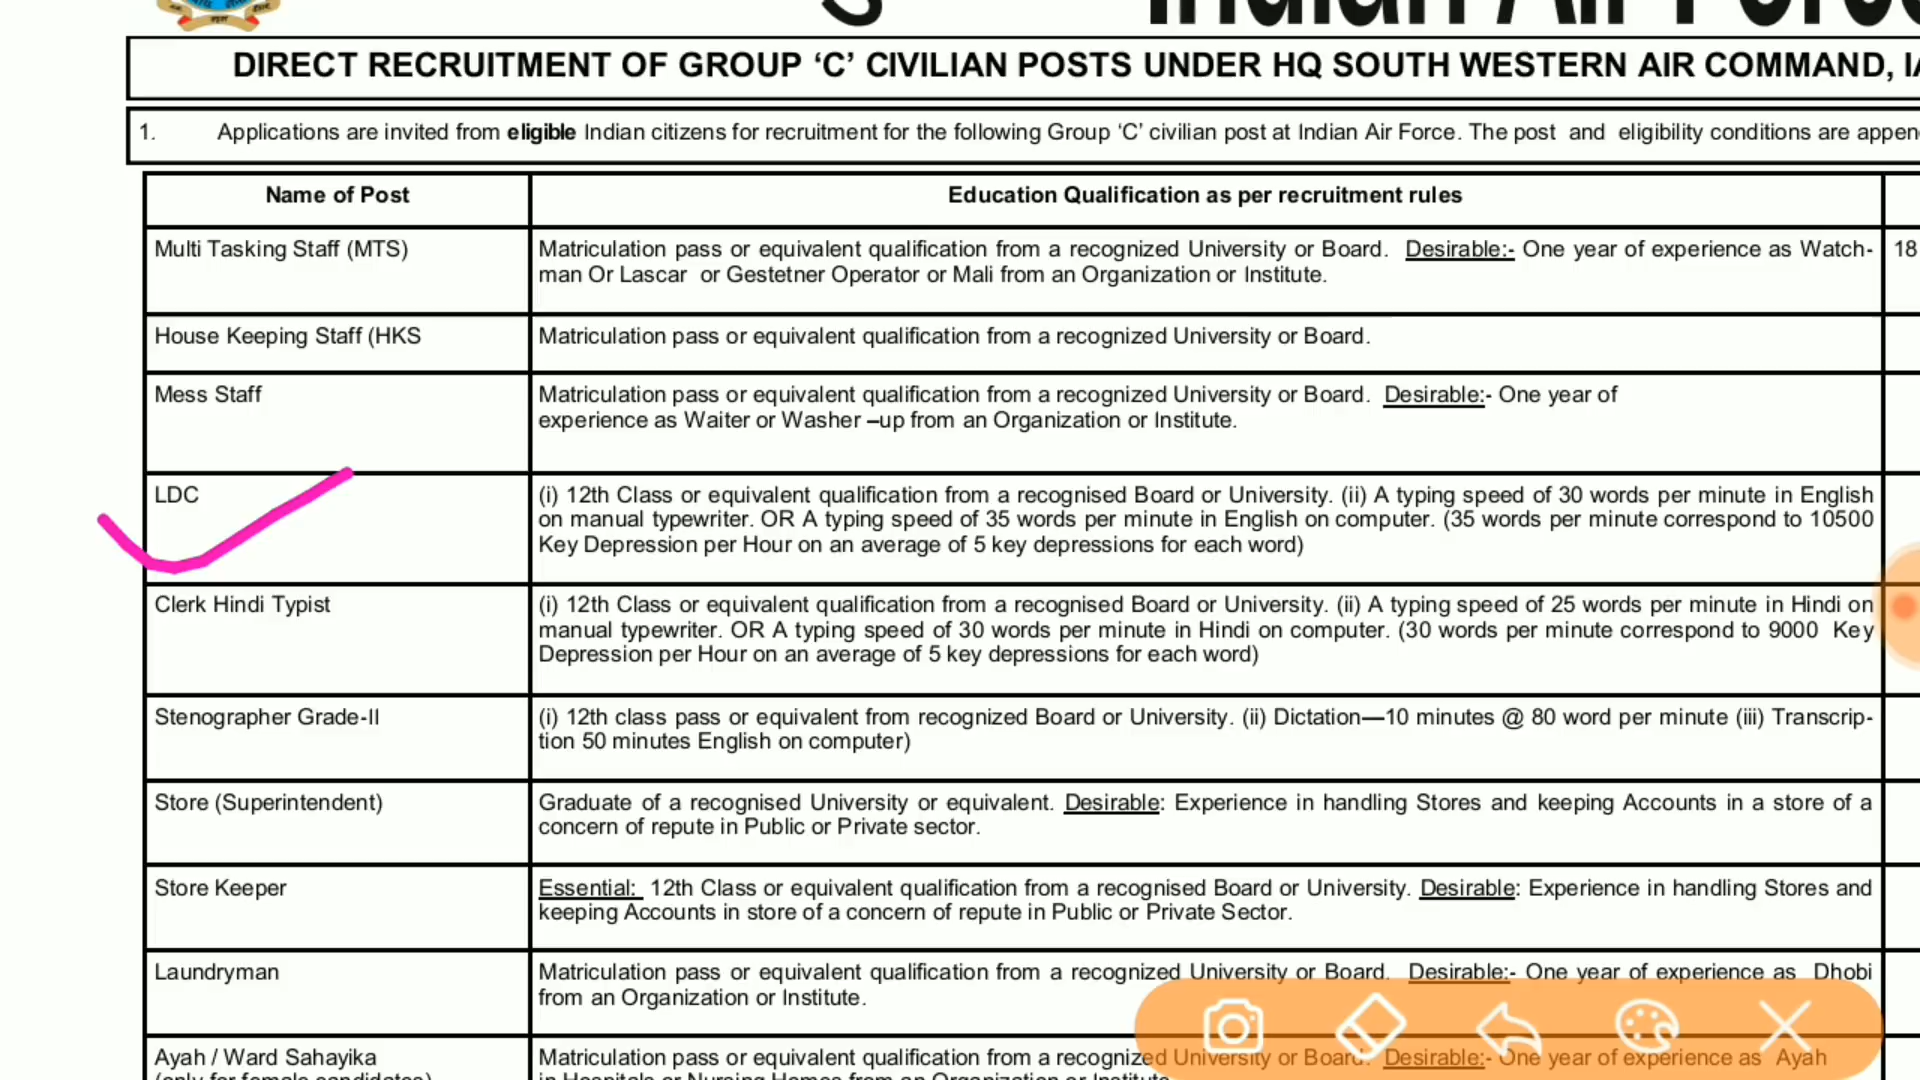 Indian Air Force
DIRECT RECRUITMENT OF GROUP ‘C’ CIVILIAN POSTS UNDER HQ SOUTH WESTERN AIR COMMAND,
1. Applications are invited from eligible Indian citizens for recruitment for the following Group ‘C’ civilian post at Indian Air Force. The post and eligibility conditions are appen
Name of Post
Education Qualification as per recruitment rules
Multi Tasking Staff (MTS)
Matriculation pass or equivalent qualification from a recognized University or Board. Desirable:- One year of experience as Watch-
man Or Lascar or Gestetner Operator or Mali from an Organization or Institute.
18
House Keeping Staff (HKS
Matriculation pass or equivalent qualification from a recognized University or Board.
Mess Staff
Matriculation pass or equivalent qualification from a recognized University or Board. Desirable:- One year of
experience as Waiter or Washer –up from an Organization or Institute.
LDC
(i) 12th Class or equivalent qualification from a recognised Board or University. (ii) A typing speed of 30 words per minute in English
on manual typewriter. OR A typing speed of 35 words per minute in English on computer. (35 words per minute correspond to 10500
Key Depression per Hour on an average of 5 key depressions for each word)
Clerk Hindi Typist
(i) 12th Class or equivalent qualification from a recognised Board or University. (ii) A typing speed of 25 words per minute in Hindi on
manual typewriter. OR A typing speed of 30 words per minute in Hindi on computer. (30 words per minute correspond to 9000 Key
Depression per Hour on an average of 5 key depressions for each word)
Stenographer Grade-II
(i) 12th class pass or equivalent from recognized Board or University. (ii) Dictation—10 minutes @ 80 word per minute (iii) Transcrip-
tion 50 minutes English on computer)
Store (Superintendent)
Graduate of a recognised University or equivalent. Desirable: Experience in handling Stores and keeping Accounts in a store of a
concern of repute in Public or Private sector.
Store Keeper
Essential: 12th Class or equivalent qualification from a recognised Board or University. Desirable: Experience in handling Stores and
keeping Accounts in store of a concern of repute in Public or Private Sector.
Laundryman
Matriculation pass or equivalent qualification from a recognized University or Board. Desirable:- One year of experience as Dhobi
from an Organization or Institute.
Ayah / Ward Sahayika
(only for female candidates)
Matriculation pass or equivalent qualification from a recognized University or Board. Desirable:- One year of experience as Ayah
in Hospitals or Nursing Homes from an Organization or Institute